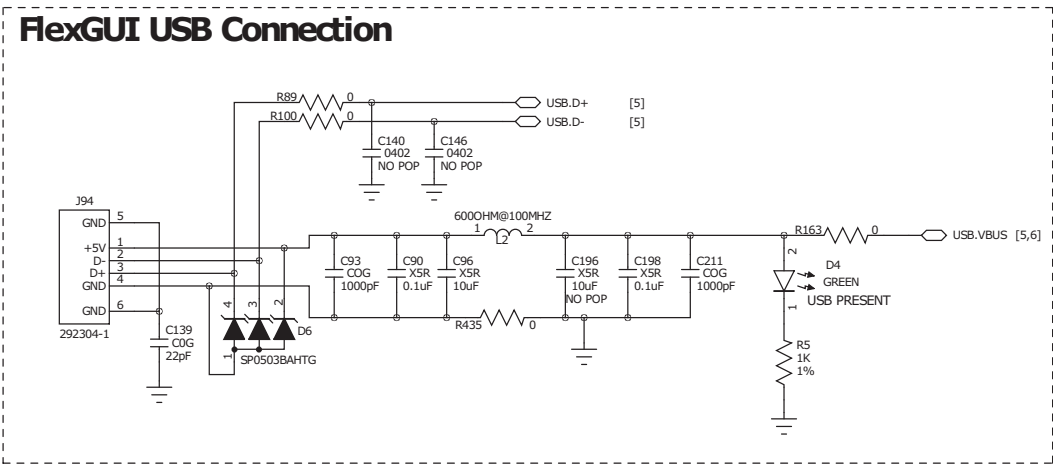 FlexGUI USB Connection
R89 0 USB.D+ [5]
R100 0 USB.D- [5]
C140
0402
NO POP
C146
0402
NO POP
J94
GND 5
+5V 1
D- 2
D+ 3
GND 4
GND 6
292304-1
C139
C0G
22pF
4 3 2
1
D6
SP0503BAHTG
600OHM@100MHZ
1 2
L2
C93
COG
1000pF
C90
X5R
0.1uF
C96
X5R
10uF
R435 0
C196
X5R
10uF
NO POP
C198
X5R
0.1uF
C211
COG
1000pF
R163 0 USB.VBUS [5,6]
2
D4
GREEN
USB PRESENT
1
R5
1K
1%